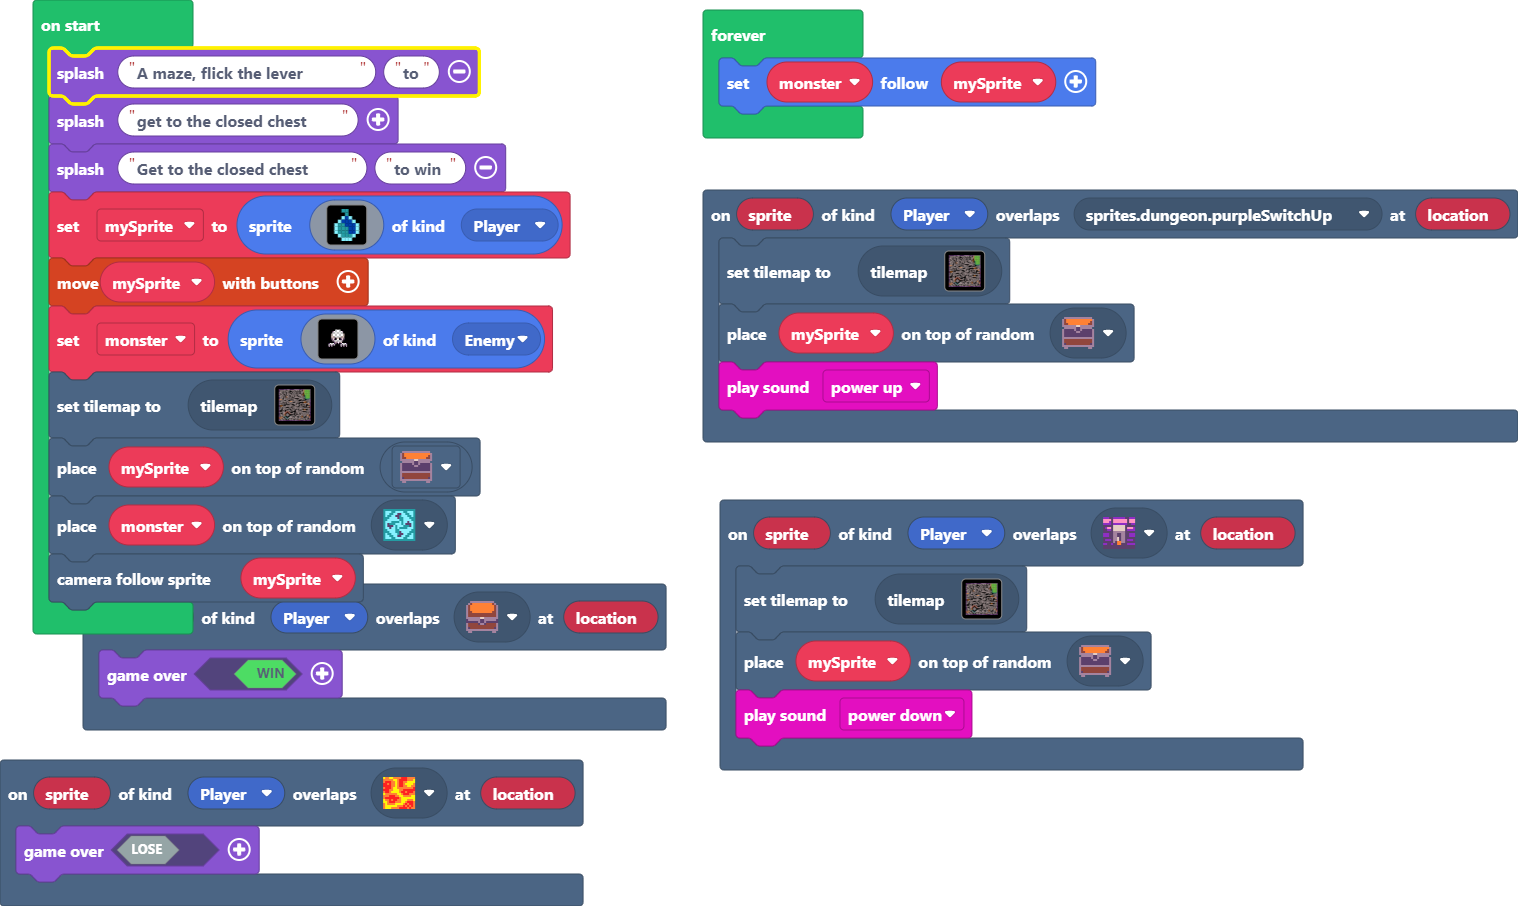 on start
splash "A maze, flick the lever " "to "
splash "get to the closed chest "
splash "Get to the closed chest " "to win "
set mySprite to sprite of kind Player
move mySprite with buttons
set monster to sprite of kind Enemy
set tilemap to tilemap
place mySprite on top of random
place monster on top of random
camera follow sprite mySprite
of kind Player overlaps at location
game over WIN
on sprite of kind Player overlaps at location
game over LOSE
forever
set monster follow mySprite
on sprite of kind Player overlaps sprites.dungeon.purpleSwitchUp at location
set tilemap to tilemap
place mySprite on top of random
play sound power up
on sprite of kind Player overlaps at location
set tilemap to tilemap
place mySprite on top of random
play sound power down